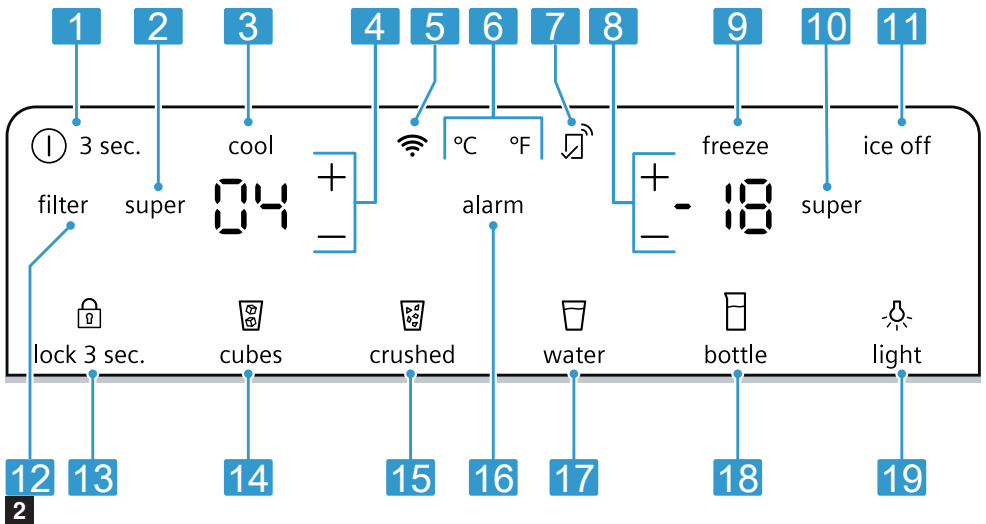 1 2 3 4 5 6 7 8 9 10 11
3 sec. cool °C °F freeze ice off
filter super 04 + − alarm + − -18 super
lock 3 sec. cubes crushed water bottle light
12 13 14 15 16 17 18 19
2